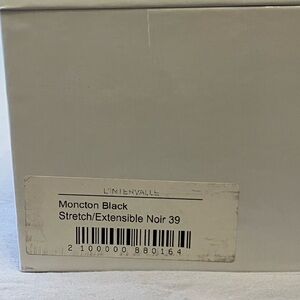 L'INTERVALLE
Moncton Black
Stretch/Extensible Noir 39
2 100000 880164